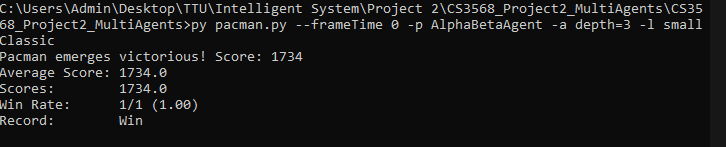 C:\Users\Admin\Desktop\TTU\Intelligent System\Project 2\CS3568_Project2_MultiAgents\CS35
68_Project2_MultiAgents>py pacman.py --frameTime 0 -p AlphaBetaAgent -a depth=3 -l small
Classic
Pacman emerges victorious! Score: 1734
Average Score: 1734.0
Scores:        1734.0
Win Rate:      1/1 (1.00)
Record:        Win